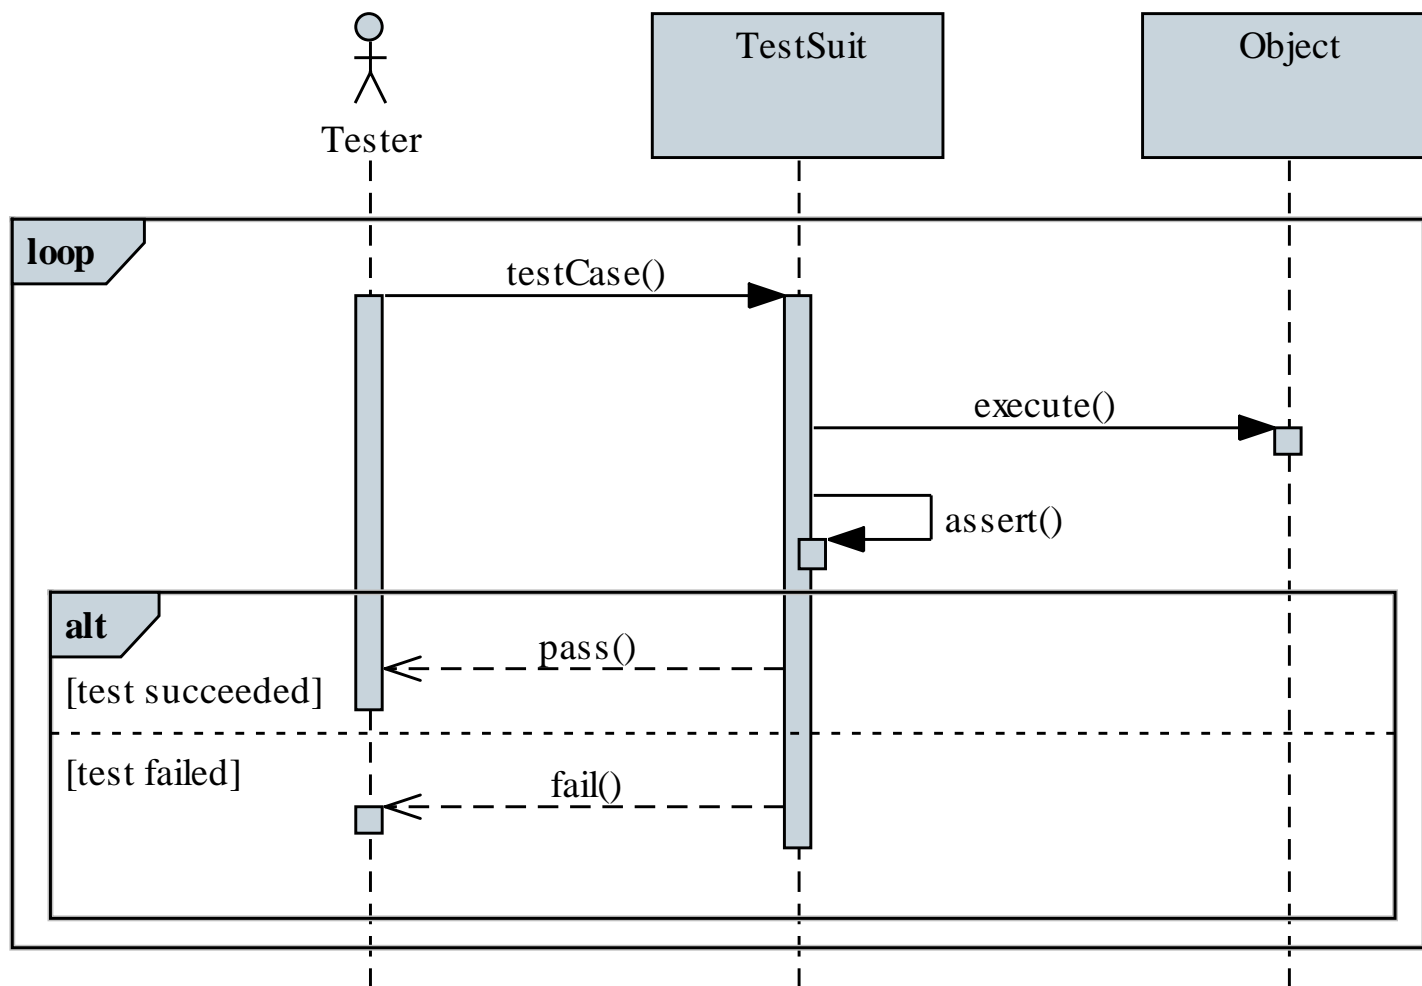 TestSuit
Object
Tester
loop
testCase()
execute()
assert()
alt
pass()
[test succeeded]
[test failed]
fail()